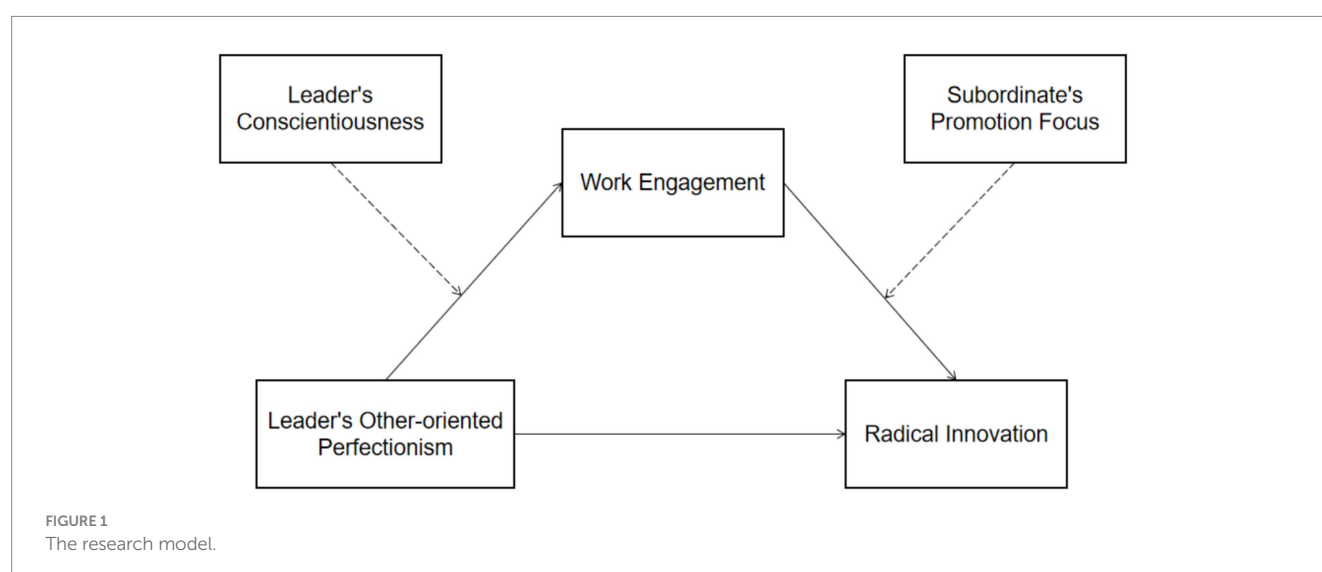 Leader's
Conscientiousness
Subordinate's
Promotion Focus
Work Engagement
Leader's Other-oriented
Perfectionism
Radical Innovation
FIGURE 1
The research model.